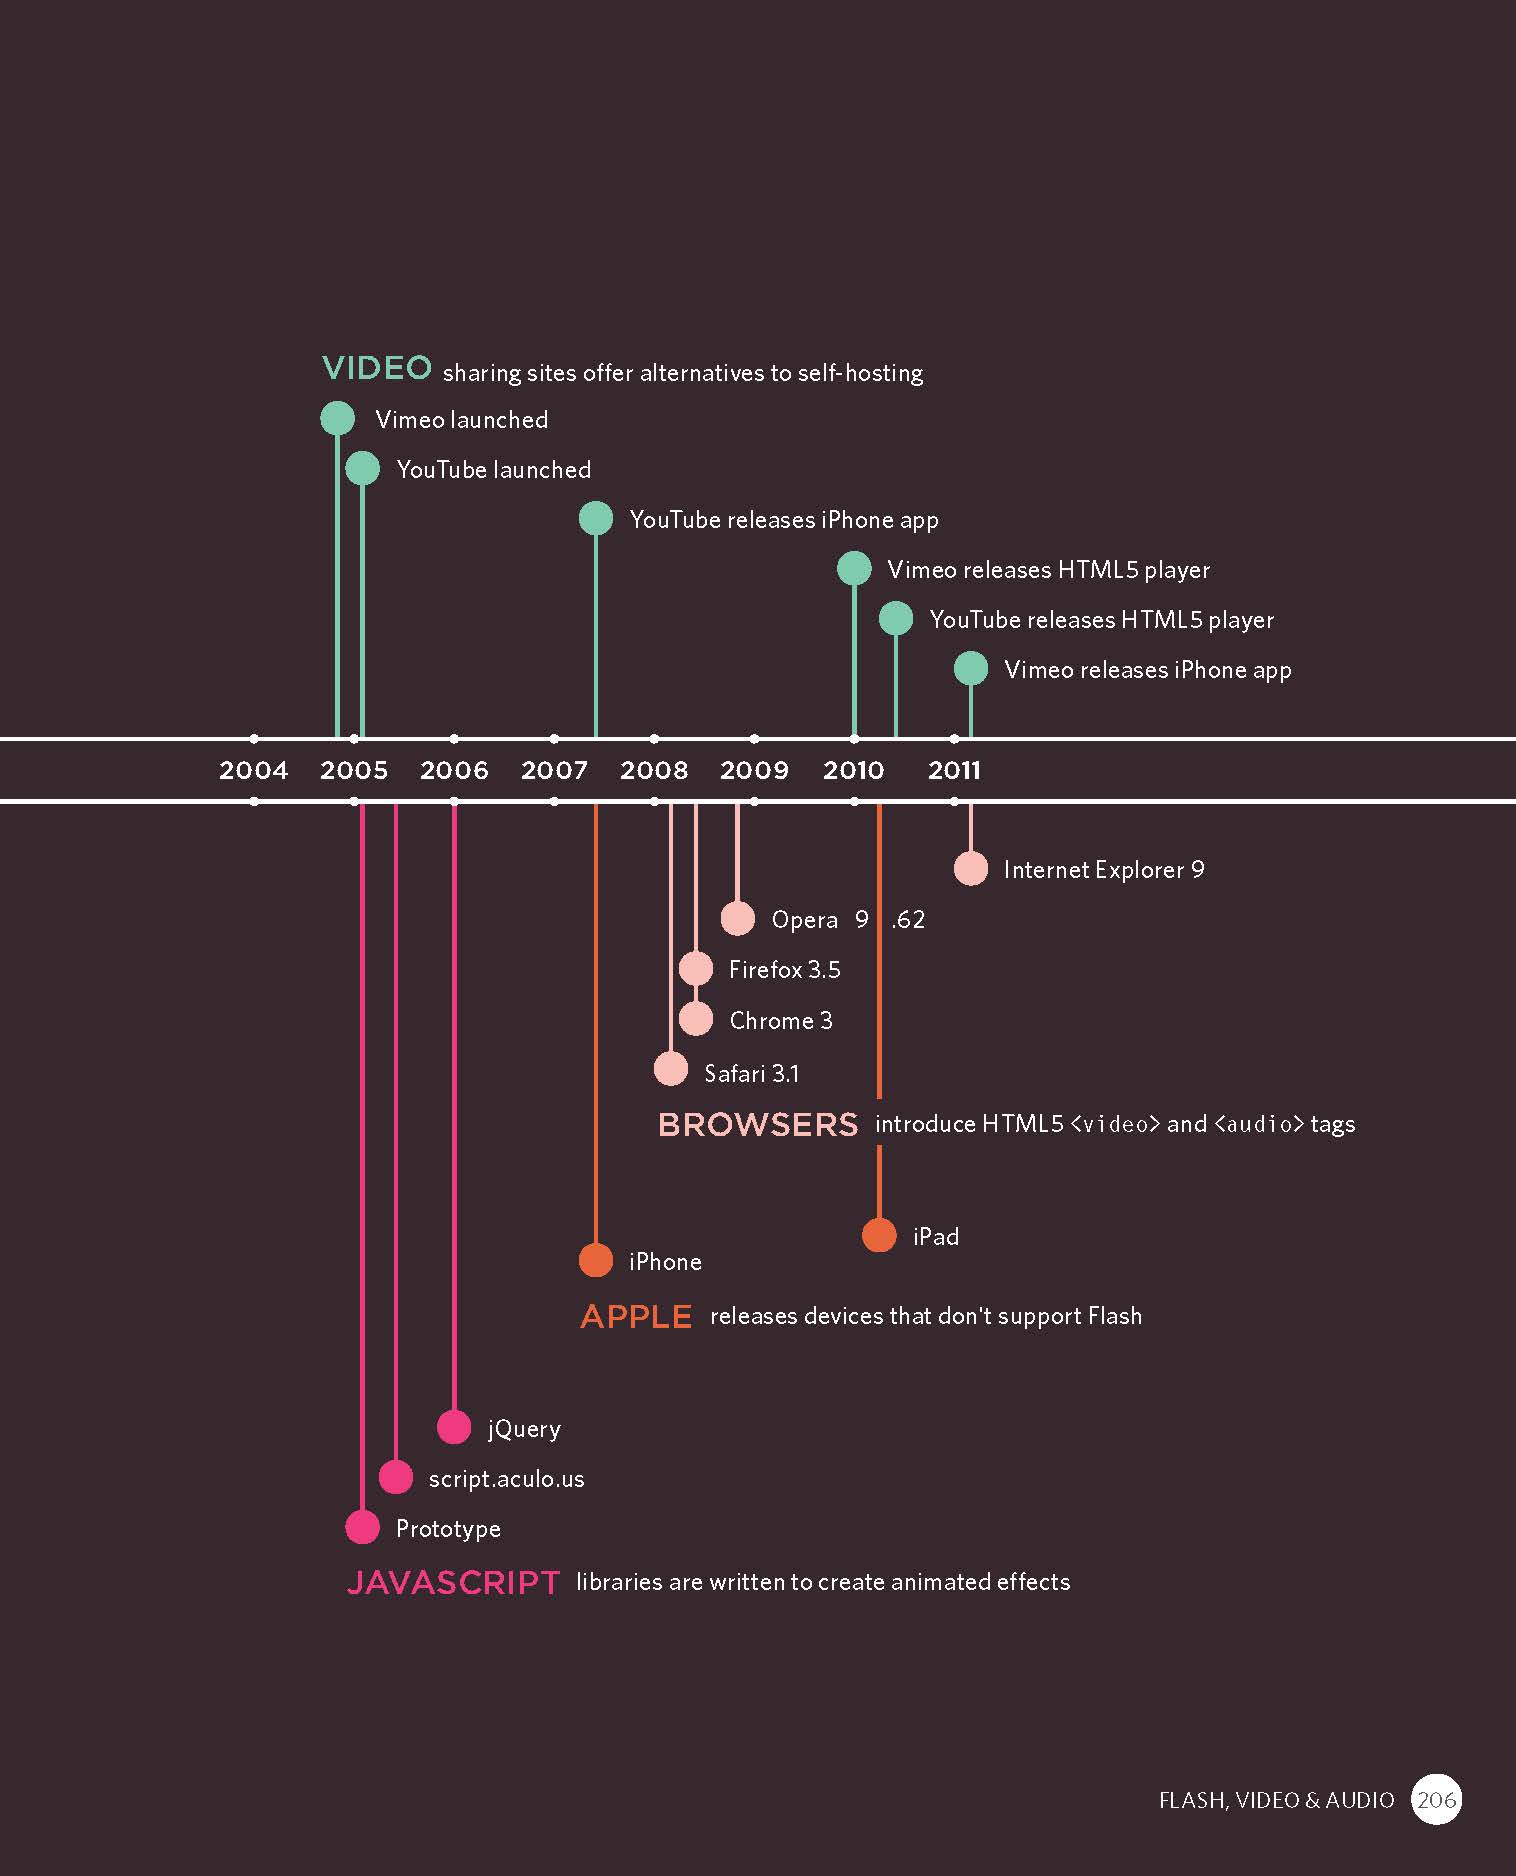 VIDEO sharing sites offer alternatives to self-hosting
Vimeo launched
YouTube launched
YouTube releases iPhone app
Vimeo releases HTML5 player
YouTube releases HTML5 player
Vimeo releases iPhone app
2004 2005 2006 2007 2008 2009 2010 2011
Internet Explorer 9
Opera 9 .62
Firefox 3.5
Chrome 3
Safari 3.1
BROWSERS introduce HTML5 <video> and <audio> tags
iPad
iPhone
APPLE releases devices that don't support Flash
jQuery
script.aculo.us
Prototype
JAVASCRIPT libraries are written to create animated effects
FLASH, VIDEO & AUDIO 206